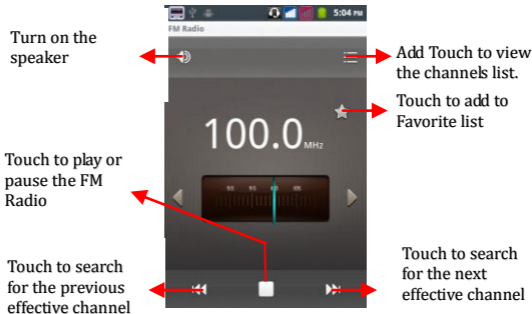 5:04 PM
FM Radio
Turn on the
speaker
Add Touch to view
the channels list.
Touch to add to
Favorite list
100.0 MHz
Touch to play or
pause the FM
Radio
Touch to search
for the previous
effective channel
Touch to search
for the next
effective channel